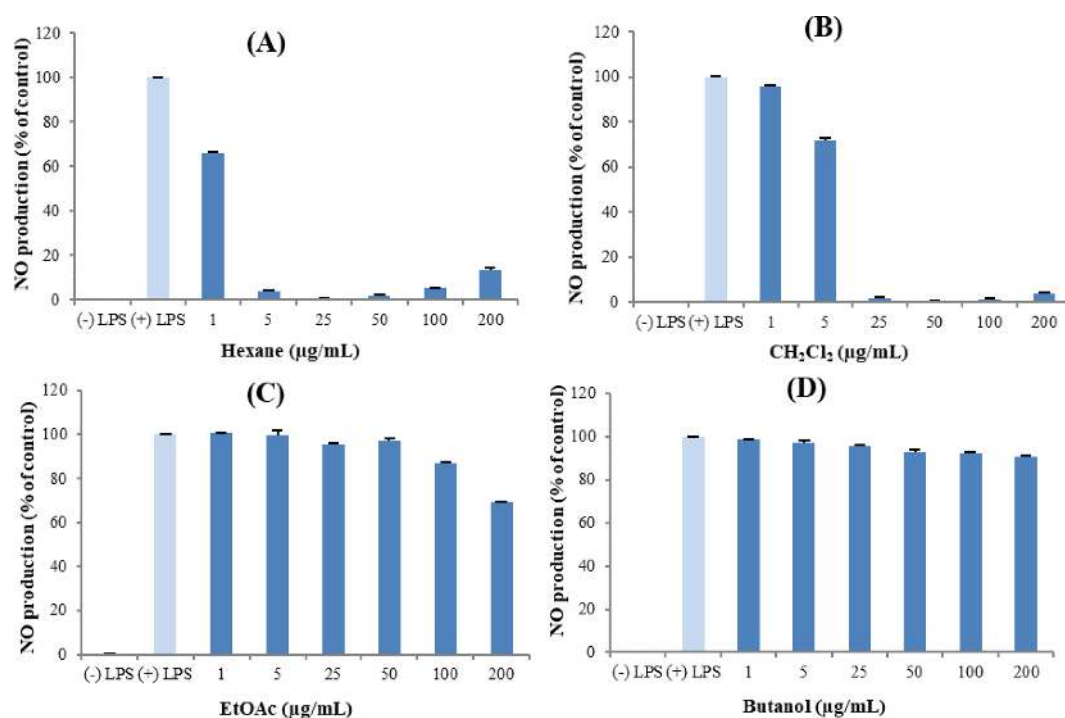 (A)
NO production (% of control)
120
100
80
60
40
20
0
(-) LPS (+) LPS 1 5 25 50 100 200
Hexane (µg/mL)
(B)
NO production (% of control)
120
100
80
60
40
20
0
(-) LPS (+) LPS 1 5 25 50 100 200
CH₂Cl₂ (µg/mL)
(C)
NO production (% of control)
120
100
80
60
40
20
0
(-) LPS (+) LPS 1 5 25 50 100 200
EtOAc (µg/mL)
(D)
NO production (% of control)
120
100
80
60
40
20
0
(-) LPS (+) LPS 1 5 25 50 100 200
Butanol (µg/mL)